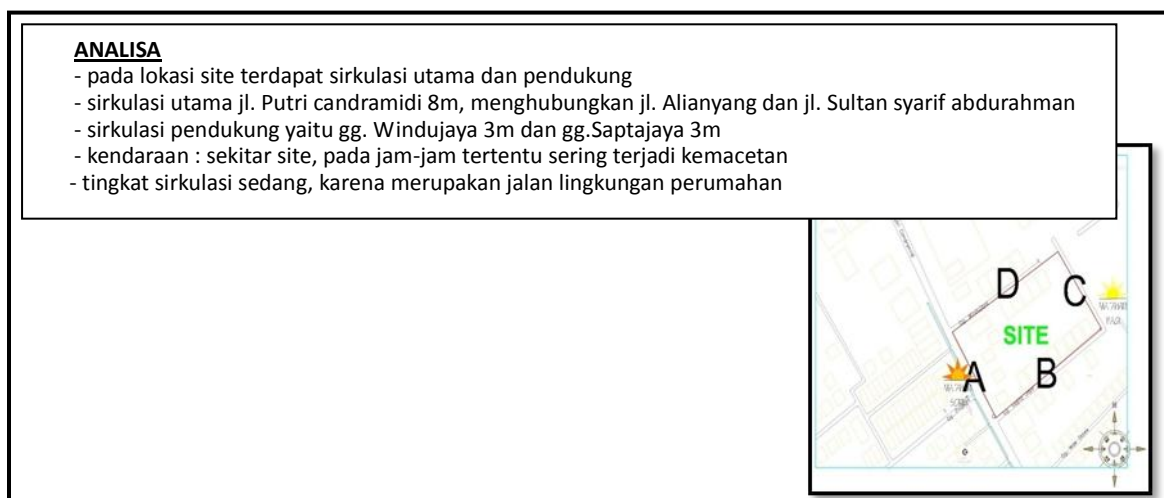 ANALISA
- pada lokasi site terdapat sirkulasi utama dan pendukung
- sirkulasi utama jl. Putri candramidi 8m, menghubungkan jl. Alianyang dan jl. Sultan syarif abdurahman
- sirkulasi pendukung yaitu gg. Windujaya 3m dan gg.Saptajaya 3m
- kendaraan : sekitar site, pada jam-jam tertentu sering terjadi kemacetan
- tingkat sirkulasi sedang, karena merupakan jalan lingkungan perumahan
D
C
SITE
A
B